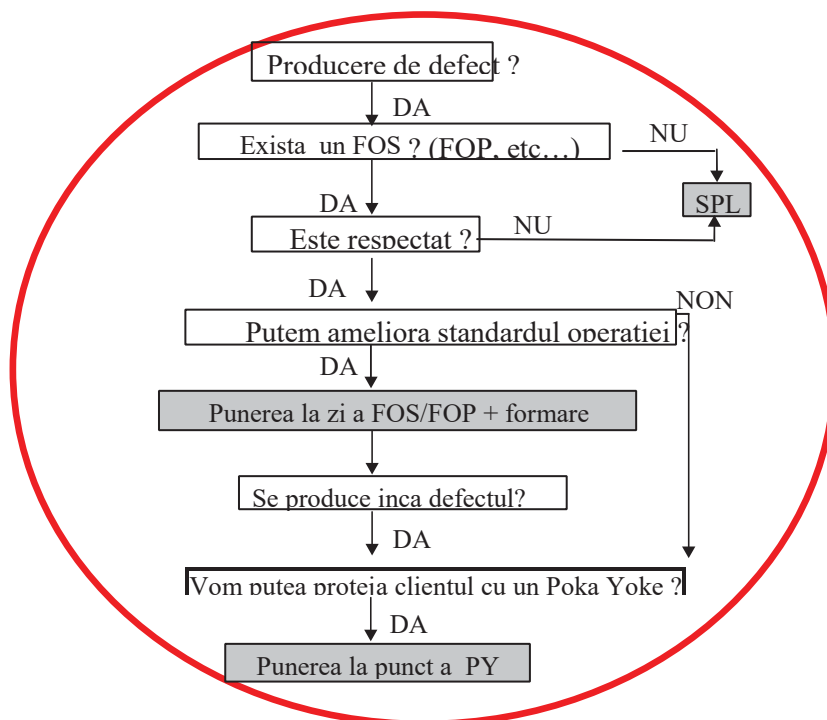 Producere de defect ?
DA
Exista un FOS ? (FOP, etc…)
NU
DA
SPL
Este respectat ?
NU
DA
NON
Putem ameliora standardul operatiei ?
DA
Punerea la zi a FOS/FOP + formare
Se produce inca defectul?
DA
Vom putea proteja clientul cu un Poka Yoke ?
DA
Punerea la punct a PY